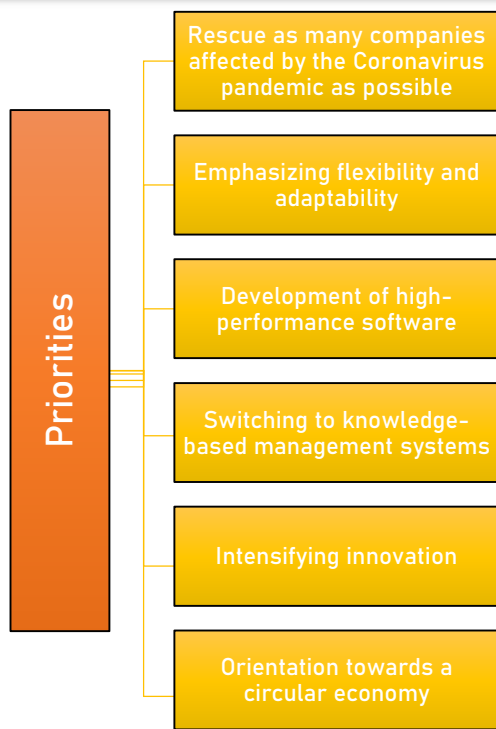 Priorities
Rescue as many companies
affected by the Coronavirus
pandemic as possible
Emphasizing flexibility and
adaptability
Development of high-
performance software
Switching to knowledge-
based management systems
Intensifying innovation
Orientation towards a
circular economy